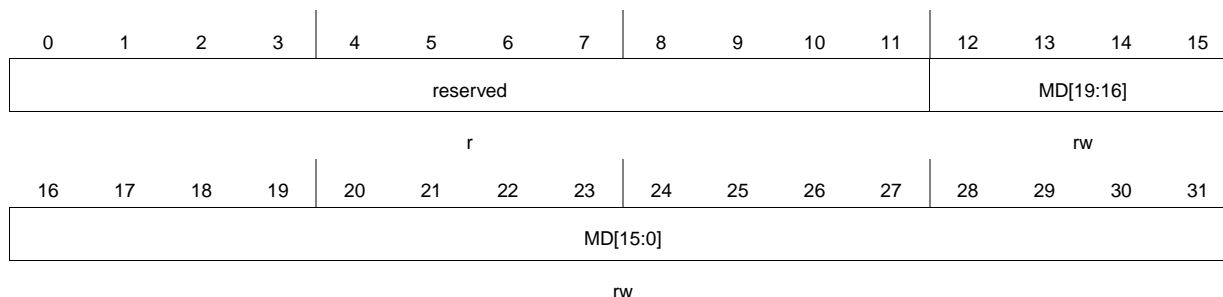 0 1 2 3 4 5 6 7 8 9 10 11 12 13 14 15
reserved MD[19:16]
r rw
16 17 18 19 20 21 22 23 24 25 26 27 28 29 30 31
MD[15:0]
rw